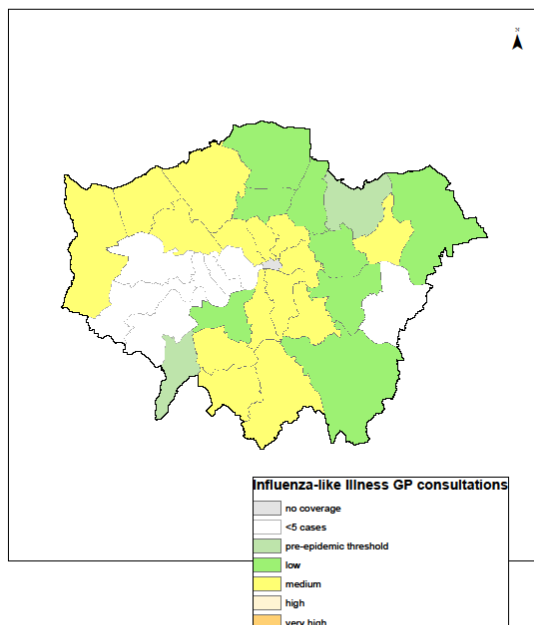 N
Influenza-like Illness GP consultations
no coverage
<5 cases
pre-epidemic threshold
low
medium
high
very high